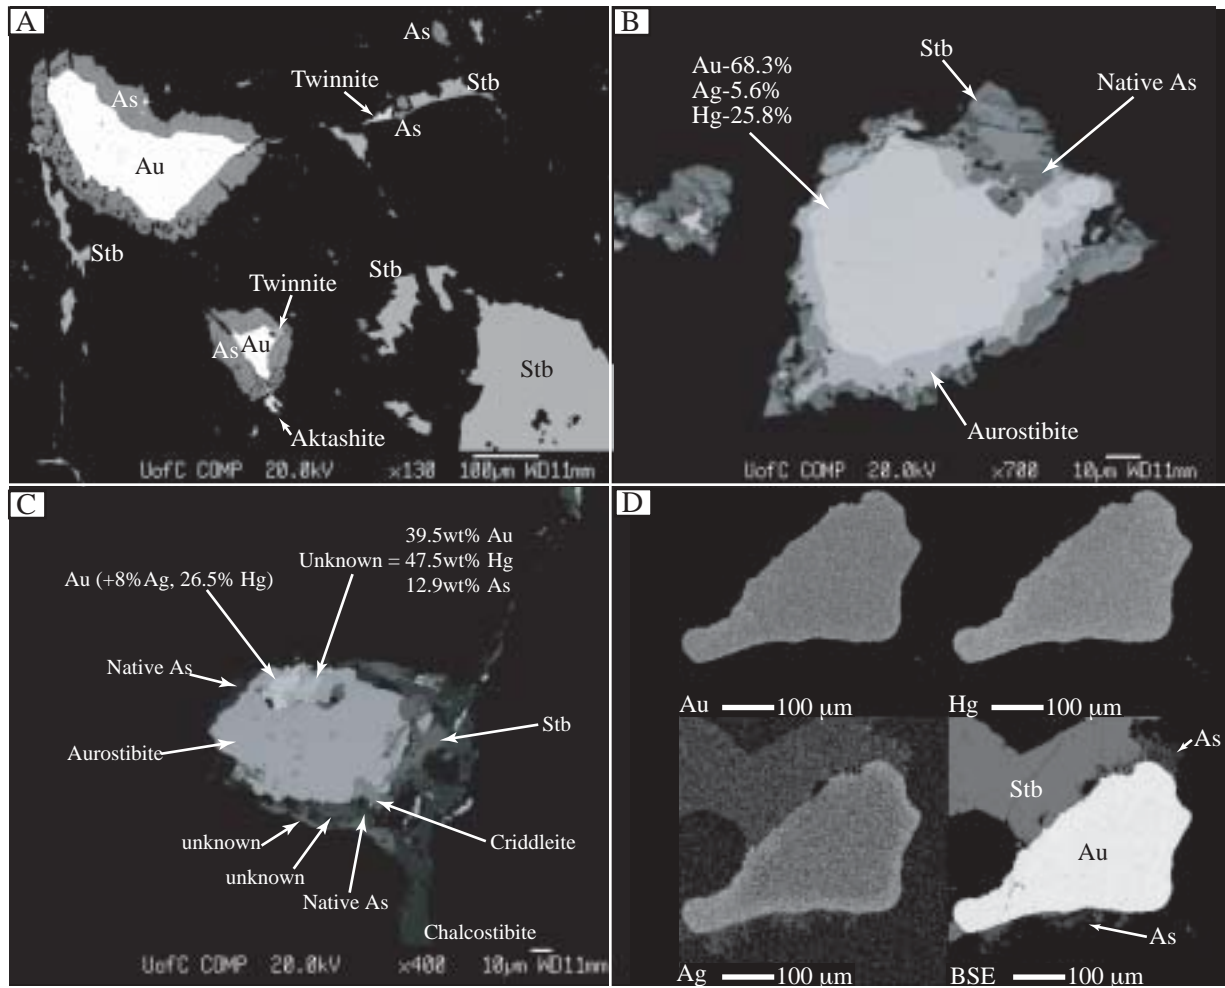 A
As
Twinnite
Stb
As
As
Au
Stb
Twinnite
Stb
As
Au
Stb
Aktashite
UofC COMP 20.0kV x130 100µm WD11mm
B
Stb
Au-68.3%
Ag-5.6%
Hg-25.8%
Native As
Aurostibite
UofC COMP 20.0kV x700 10µm WD11mm
C
39.5wt% Au
Unknown = 47.5wt% Hg
12.9wt% As
Au (+8%Ag, 26.5% Hg)
Native As
Stb
Aurostibite
unknown
Criddleite
unknown
Native As
Chalcostibite
UofC COMP 20.0kV x400 10µm WD11mm
D
Au 100 µm
Hg 100 µm
As
Stb
Au
As
Ag 100 µm
BSE 100 µm